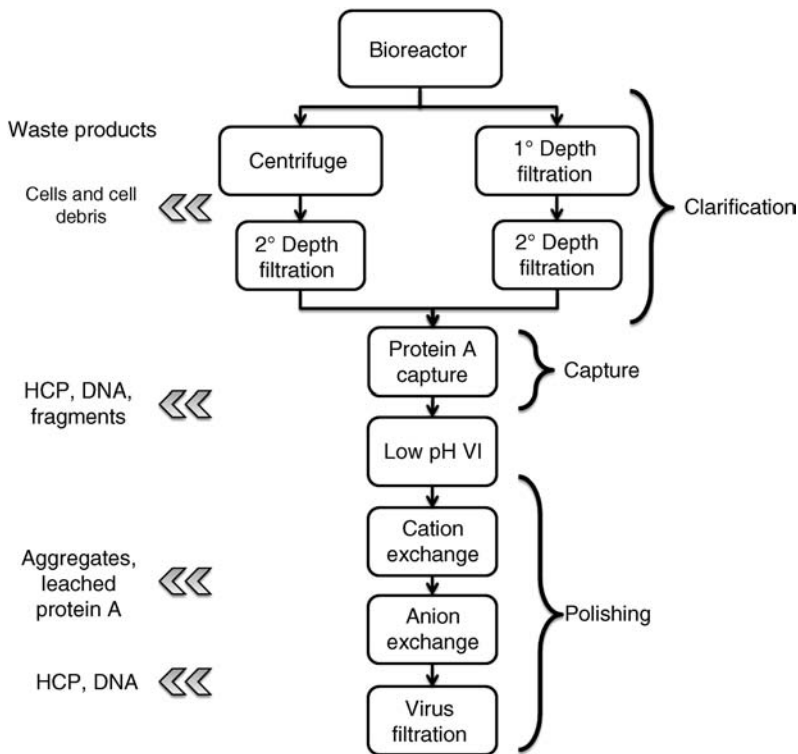 Bioreactor
Waste products
Centrifuge
1° Depth
filtration
Cells and cell
debris
Clarification
2° Depth
filtration
2° Depth
filtration
Protein A
capture
Capture
HCP, DNA,
fragments
Low pH VI
Cation
exchange
Aggregates,
leached
protein A
Anion
exchange
Polishing
HCP, DNA
Virus
filtration